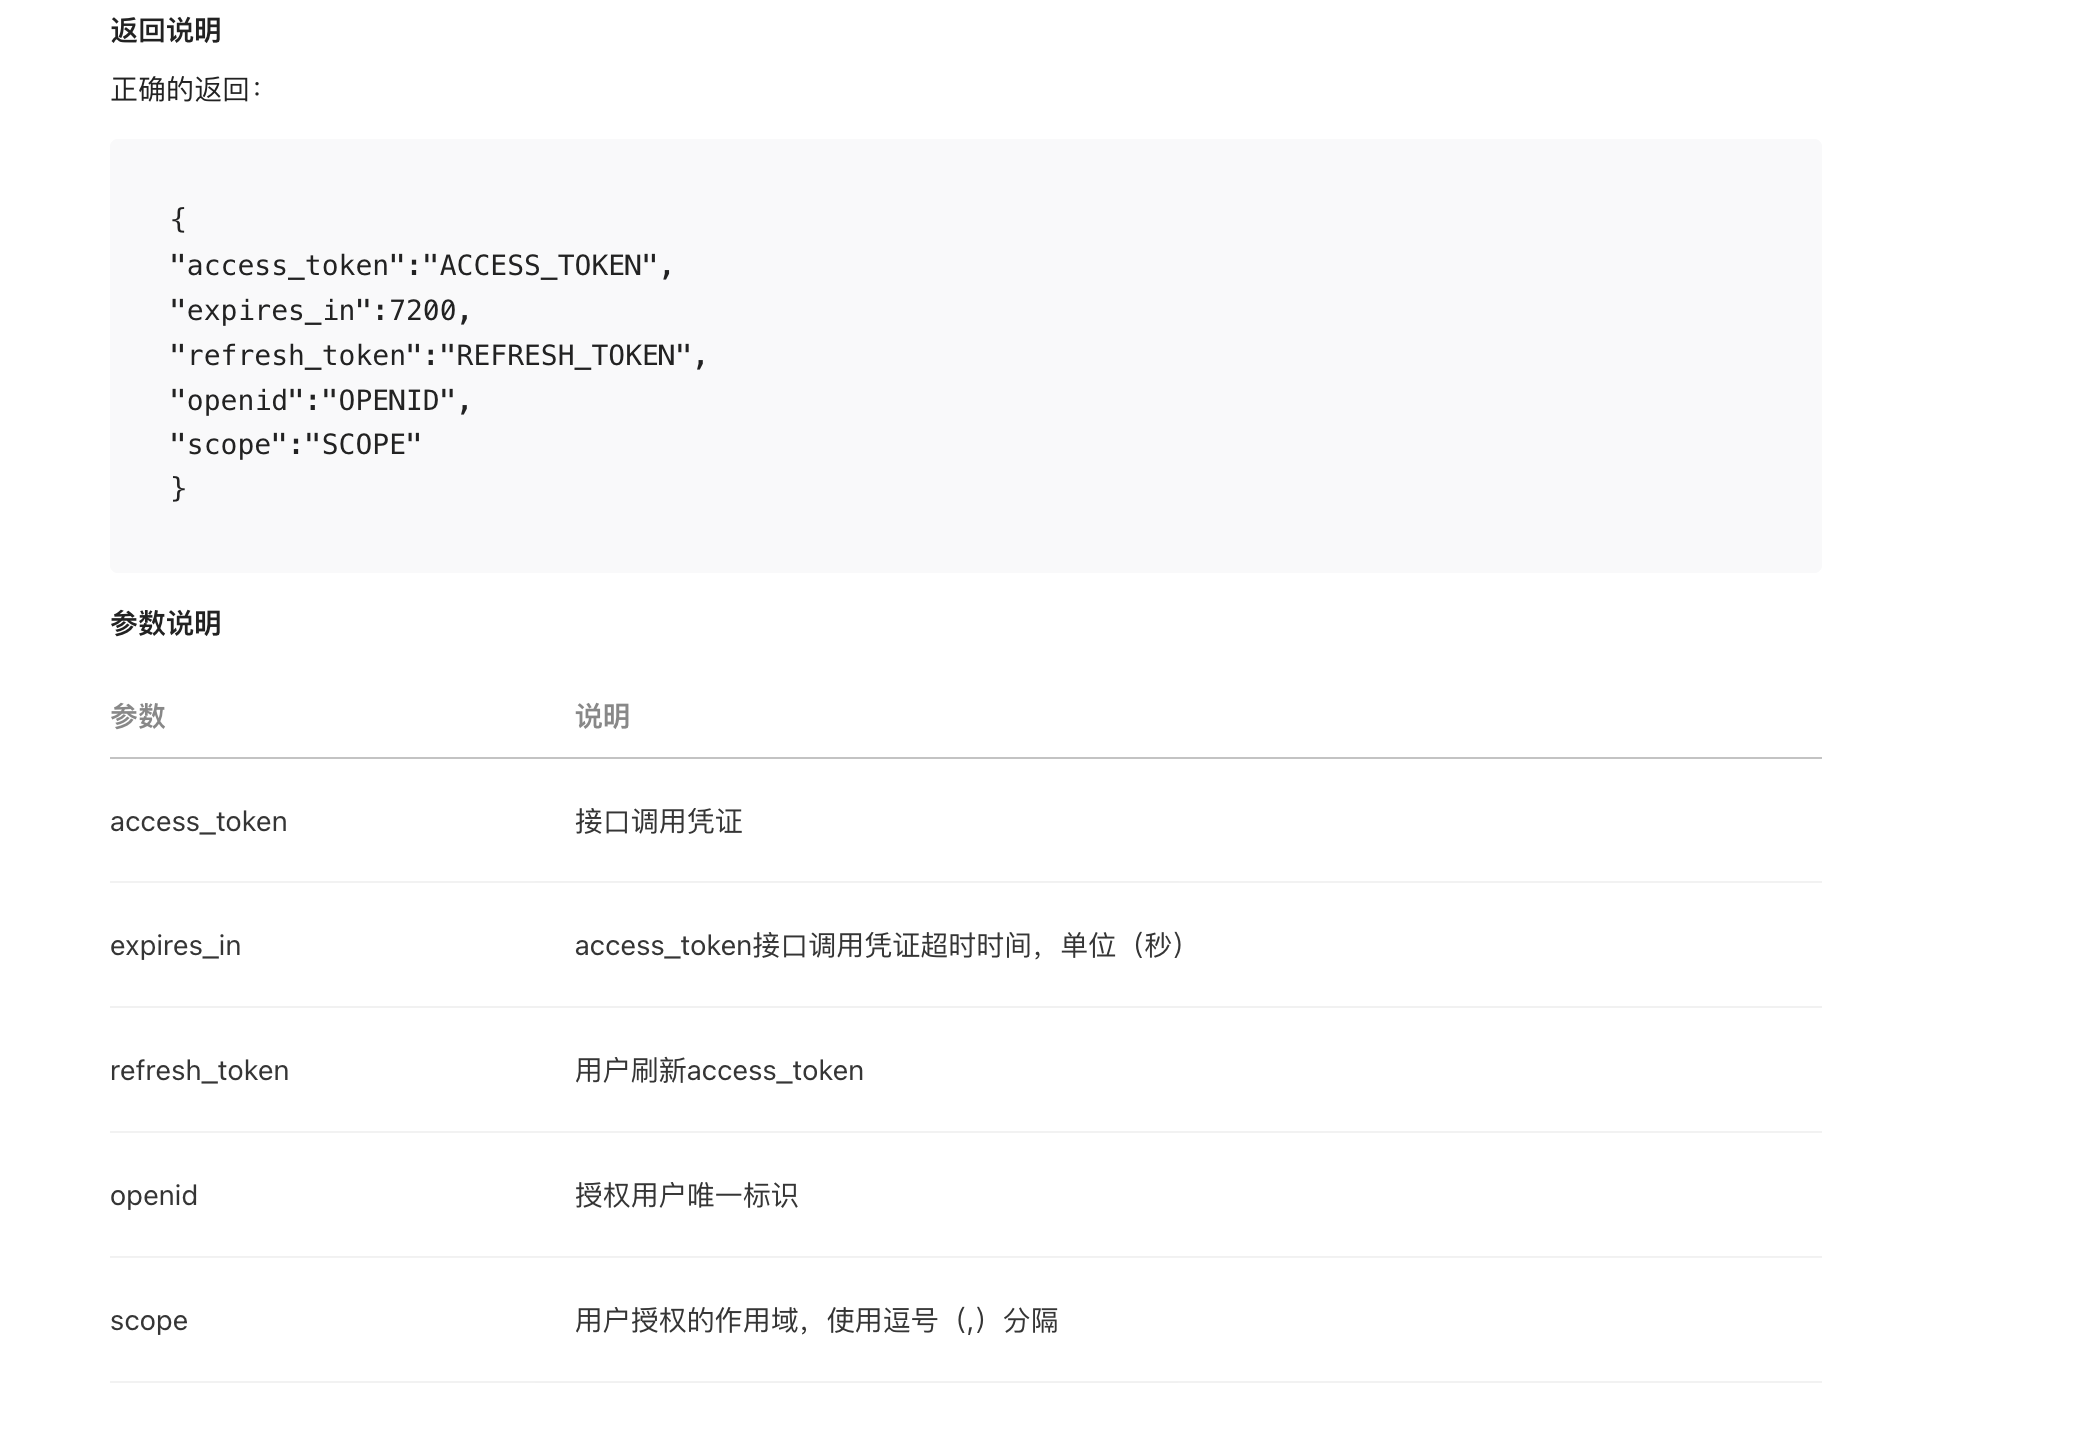 返回说明
正确的返回：
{
"access_token":"ACCESS_TOKEN",
"expires_in":7200,
"refresh_token":"REFRESH_TOKEN",
"openid":"OPENID",
"scope":"SCOPE"
}
参数说明
参数 说明
access_token 接口调用凭证
expires_in access_token接口调用凭证超时时间，单位（秒）
refresh_token 用户刷新access_token
openid 授权用户唯一标识
scope 用户授权的作用域，使用逗号（,）分隔